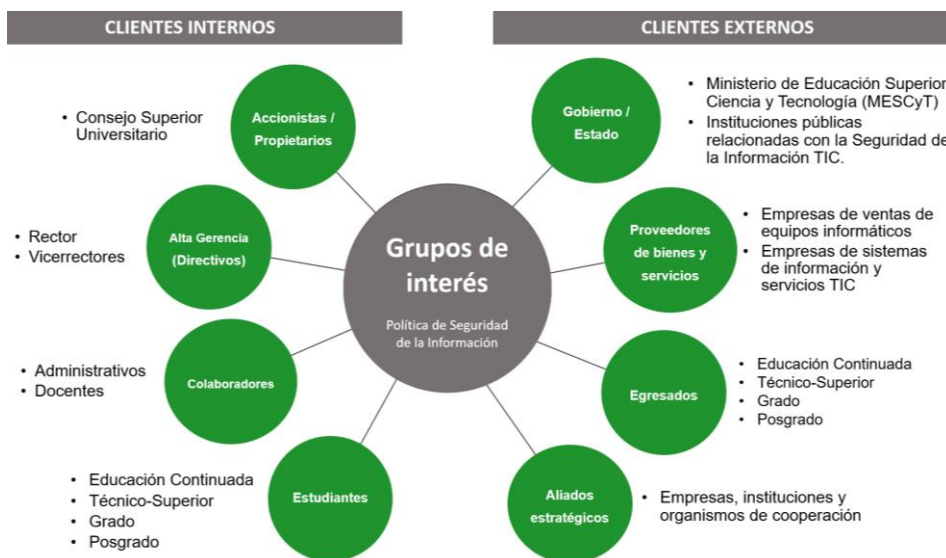 CLIENTES INTERNOS
CLIENTES EXTERNOS
• Consejo Superior
Universitario
Accionistas /
Propietarios
Gobierno /
Estado
• Ministerio de Educación Superior
Ciencia y Tecnología (MESCyT)
• Instituciones públicas
relacionadas con la Seguridad de
la Información TIC.
• Rector
• Vicerrectores
Alta Gerencia
(Directivos)
Grupos de
interés
Política de Seguridad
de la Información
Proveedores
de bienes y
servicios
• Empresas de ventas de
equipos informáticos
• Empresas de sistemas
de información y
servicios TIC
• Administrativos
• Docentes
Colaboradores
Egresados
• Educación Continuada
• Técnico-Superior
• Grado
• Posgrado
• Educación Continuada
• Técnico-Superior
• Grado
• Posgrado
Estudiantes
Aliados
estratégicos
• Empresas, instituciones y
organismos de cooperación